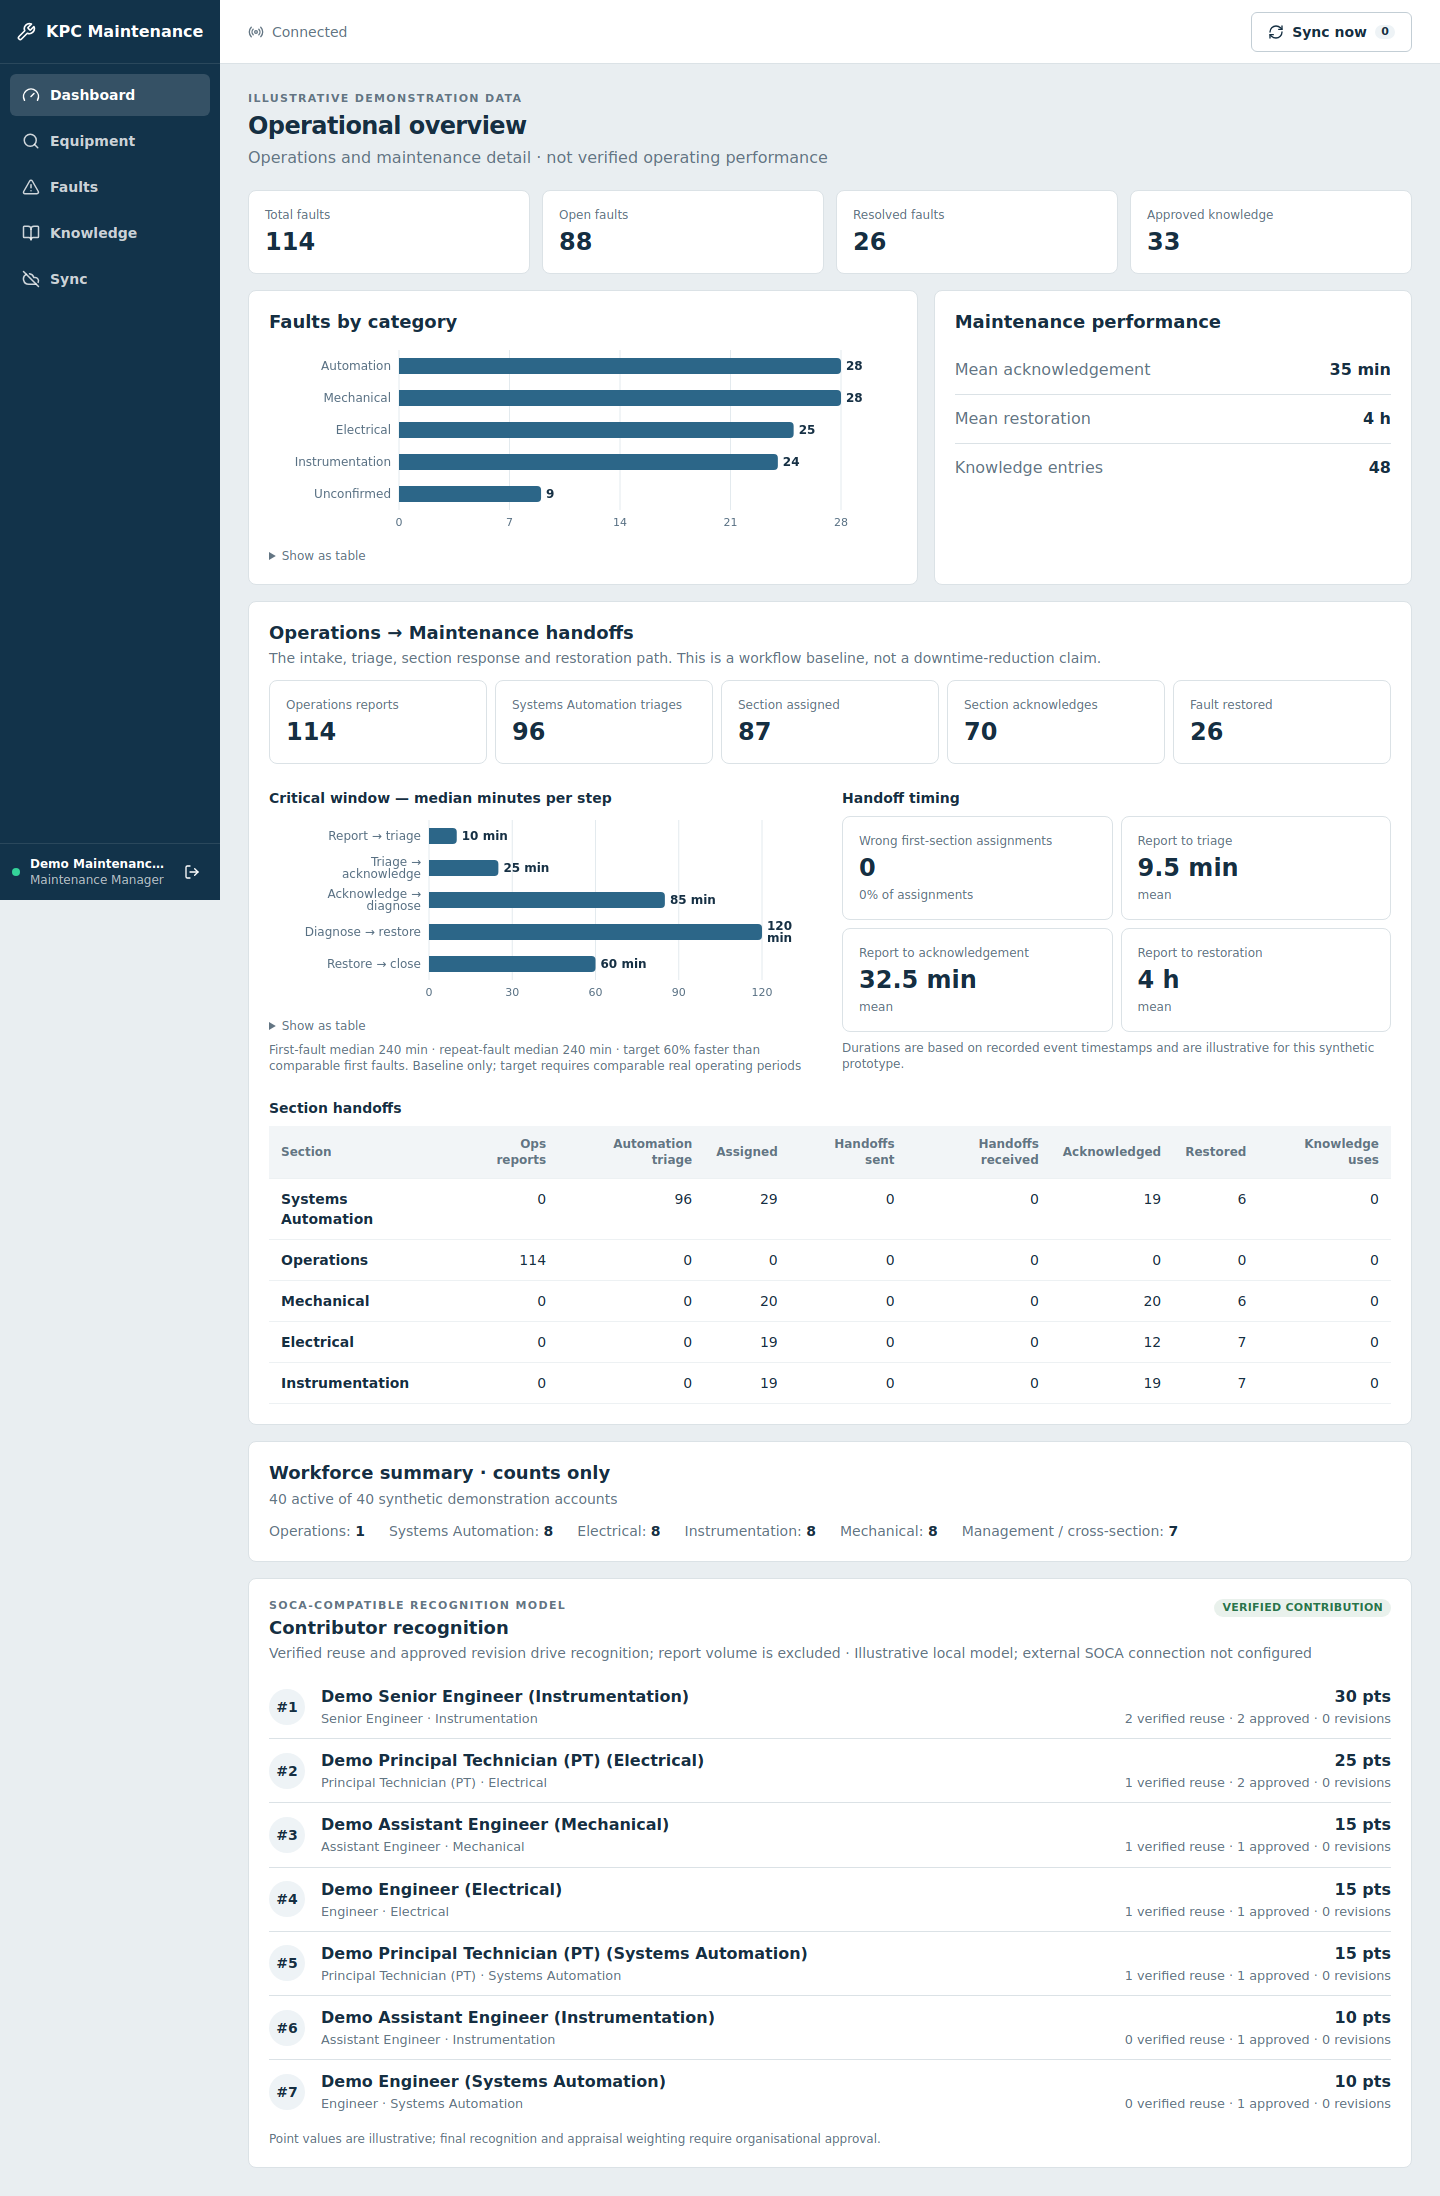 KPC Maintenance
Dashboard
Equipment
Faults
Knowledge
Sync
Demo Maintenanc...
Maintenance Manager
Connected
Sync now 0
ILLUSTRATIVE DEMONSTRATION DATA
Operational overview
Operations and maintenance detail · not verified operating performance
Total faults
114
Open faults
88
Resolved faults
26
Approved knowledge
33
Faults by category
Automation 28
Mechanical 28
Electrical 25
Instrumentation 24
Unconfirmed 9
0 7 14 21 28
Show as table
Maintenance performance
Mean acknowledgement 35 min
Mean restoration 4 h
Knowledge entries 48
Operations → Maintenance handoffs
The intake, triage, section response and restoration path. This is a workflow baseline, not a downtime-reduction claim.
Operations reports
114
Systems Automation triages
96
Section assigned
87
Section acknowledges
70
Fault restored
26
Critical window — median minutes per step
Report → triage 10 min
Triage →
acknowledge 25 min
Acknowledge →
diagnose 85 min
Diagnose → restore 120
min
Restore → close 60 min
0 30 60 90 120
Show as table
First-fault median 240 min · repeat-fault median 240 min · target 60% faster than
comparable first faults. Baseline only; target requires comparable real operating periods
Handoff timing
Wrong first-section assignments
0
0% of assignments
Report to triage
9.5 min
mean
Report to acknowledgement
32.5 min
mean
Report to restoration
4 h
mean
Durations are based on recorded event timestamps and are illustrative for this synthetic
prototype.
Section handoffs
Section Ops reports Automation triage Assigned Handoffs sent Handoffs received Acknowledged Restored Knowledge uses
Systems Automation 0 96 29 0 0 19 6 0
Operations 114 0 0 0 0 0 0 0
Mechanical 0 0 20 0 0 20 6 0
Electrical 0 0 19 0 0 12 7 0
Instrumentation 0 0 19 0 0 19 7 0
Workforce summary · counts only
40 active of 40 synthetic demonstration accounts
Operations: 1 Systems Automation: 8 Electrical: 8 Instrumentation: 8 Mechanical: 8 Management / cross-section: 7
SOCA-COMPATIBLE RECOGNITION MODEL
VERIFIED CONTRIBUTION
Contributor recognition
Verified reuse and approved revision drive recognition; report volume is excluded · Illustrative local model; external SOCA connection not configured
#1 Demo Senior Engineer (Instrumentation) 30 pts
Senior Engineer · Instrumentation 2 verified reuse · 2 approved · 0 revisions
#2 Demo Principal Technician (PT) (Electrical) 25 pts
Principal Technician (PT) · Electrical 1 verified reuse · 2 approved · 0 revisions
#3 Demo Assistant Engineer (Mechanical) 15 pts
Assistant Engineer · Mechanical 1 verified reuse · 1 approved · 0 revisions
#4 Demo Engineer (Electrical) 15 pts
Engineer · Electrical 1 verified reuse · 1 approved · 0 revisions
#5 Demo Principal Technician (PT) (Systems Automation) 15 pts
Principal Technician (PT) · Systems Automation 1 verified reuse · 1 approved · 0 revisions
#6 Demo Assistant Engineer (Instrumentation) 10 pts
Assistant Engineer · Instrumentation 0 verified reuse · 1 approved · 0 revisions
#7 Demo Engineer (Systems Automation) 10 pts
Engineer · Systems Automation 0 verified reuse · 1 approved · 0 revisions
Point values are illustrative; final recognition and appraisal weighting require organisational approval.